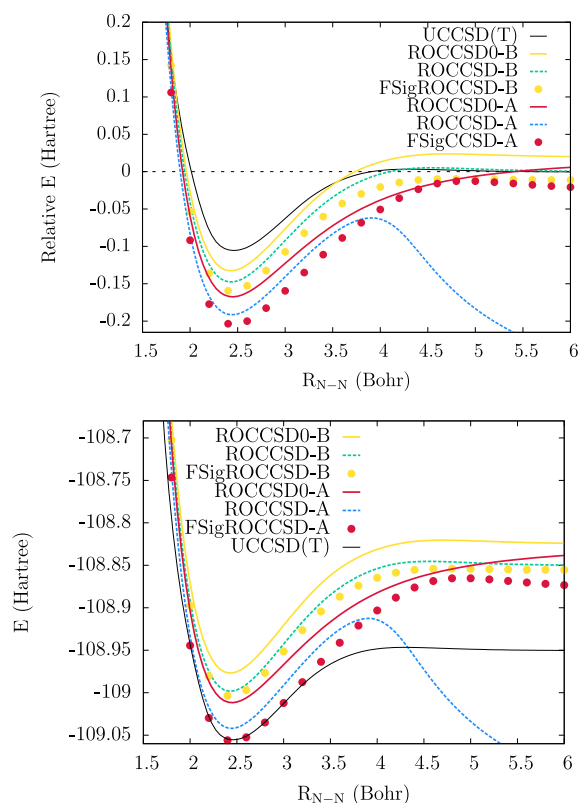 0.2
0.15
0.1
0.05
0
-0.05
-0.1
-0.15
-0.2
Relative E (Hartree)
UCCSD(T)
ROCCSD0-B
ROCCSD-B
FSigROCCSD-B
ROCCSD0-A
ROCCSD-A
FSigCCSD-A
1.5 2 2.5 3 3.5 4 4.5 5 5.5 6
R_{N-N} (Bohr)
-108.7
-108.75
-108.8
-108.85
-108.9
-108.95
-109
-109.05
E (Hartree)
ROCCSD0-B
ROCCSD-B
FSigROCCSD-B
ROCCSD0-A
ROCCSD-A
FSigROCCSD-A
UCCSD(T)
1.5 2 2.5 3 3.5 4 4.5 5 5.5 6
R_{N-N} (Bohr)